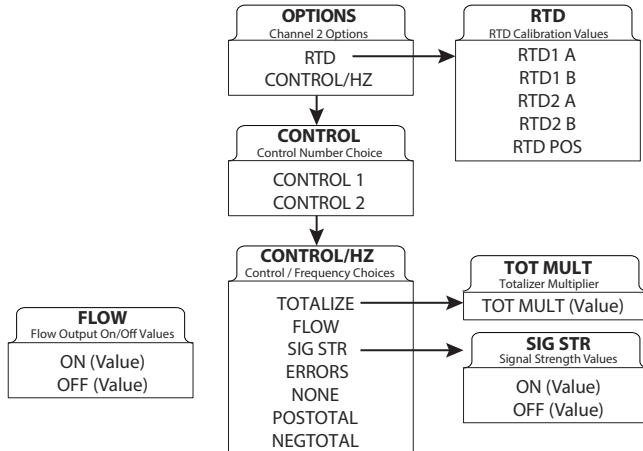 OPTIONS
Channel 2 Options
RTD
CONTROL/HZ
RTD
RTD Calibration Values
RTD1 A
RTD1 B
RTD2 A
RTD2 B
RTD POS
CONTROL
Control Number Choice
CONTROL 1
CONTROL 2
CONTROL/HZ
Control / Frequency Choices
TOTALIZE
FLOW
SIG STR
ERRORS
NONE
POSTOTAL
NEGTOTAL
TOT MULT
Totalizer Multiplier
TOT MULT (Value)
FLOW
Flow Output On/Off Values
ON (Value)
OFF (Value)
SIG STR
Signal Strength Values
ON (Value)
OFF (Value)